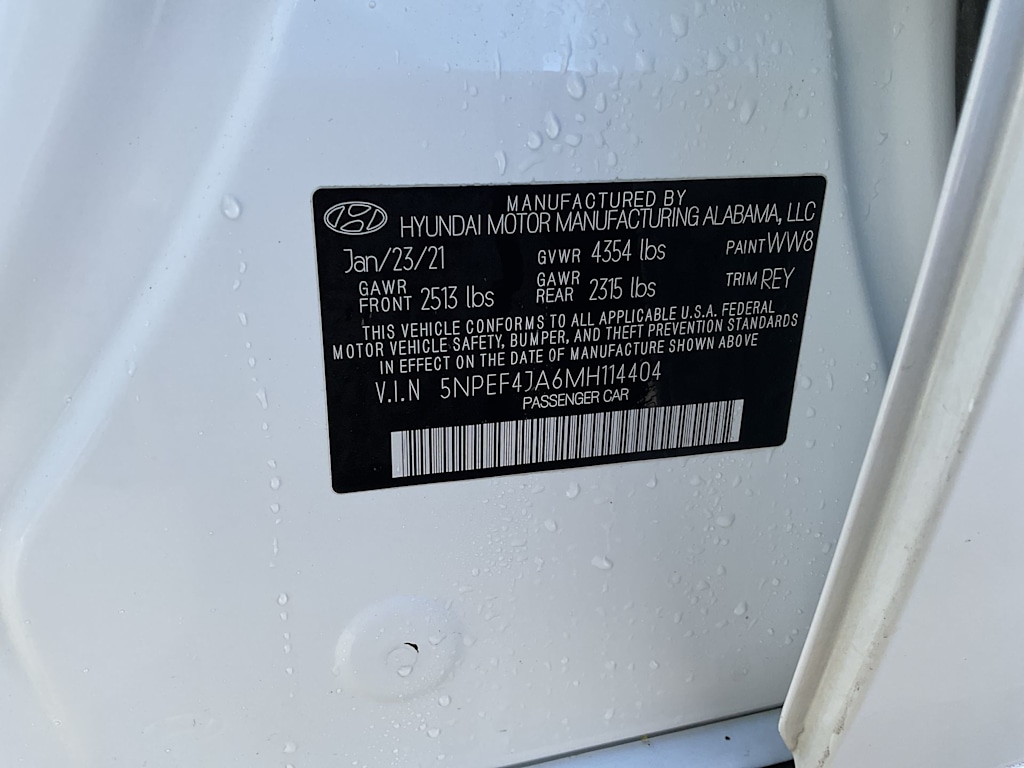 MANUFACTURED BY
HYUNDAI MOTOR MANUFACTURING ALABAMA, LLC
Jan/23/21 GVWR 4354 lbs PAINT WW8
GAWR FRONT 2513 lbs GAWR REAR 2315 lbs TRIM REY
THIS VEHICLE CONFORMS TO ALL APPLICABLE U.S.A. FEDERAL
MOTOR VEHICLE SAFETY, BUMPER, AND THEFT PREVENTION STANDARDS
IN EFFECT ON THE DATE OF MANUFACTURE SHOWN ABOVE
V.I.N 5NPEF4JA6MH114404
PASSENGER CAR